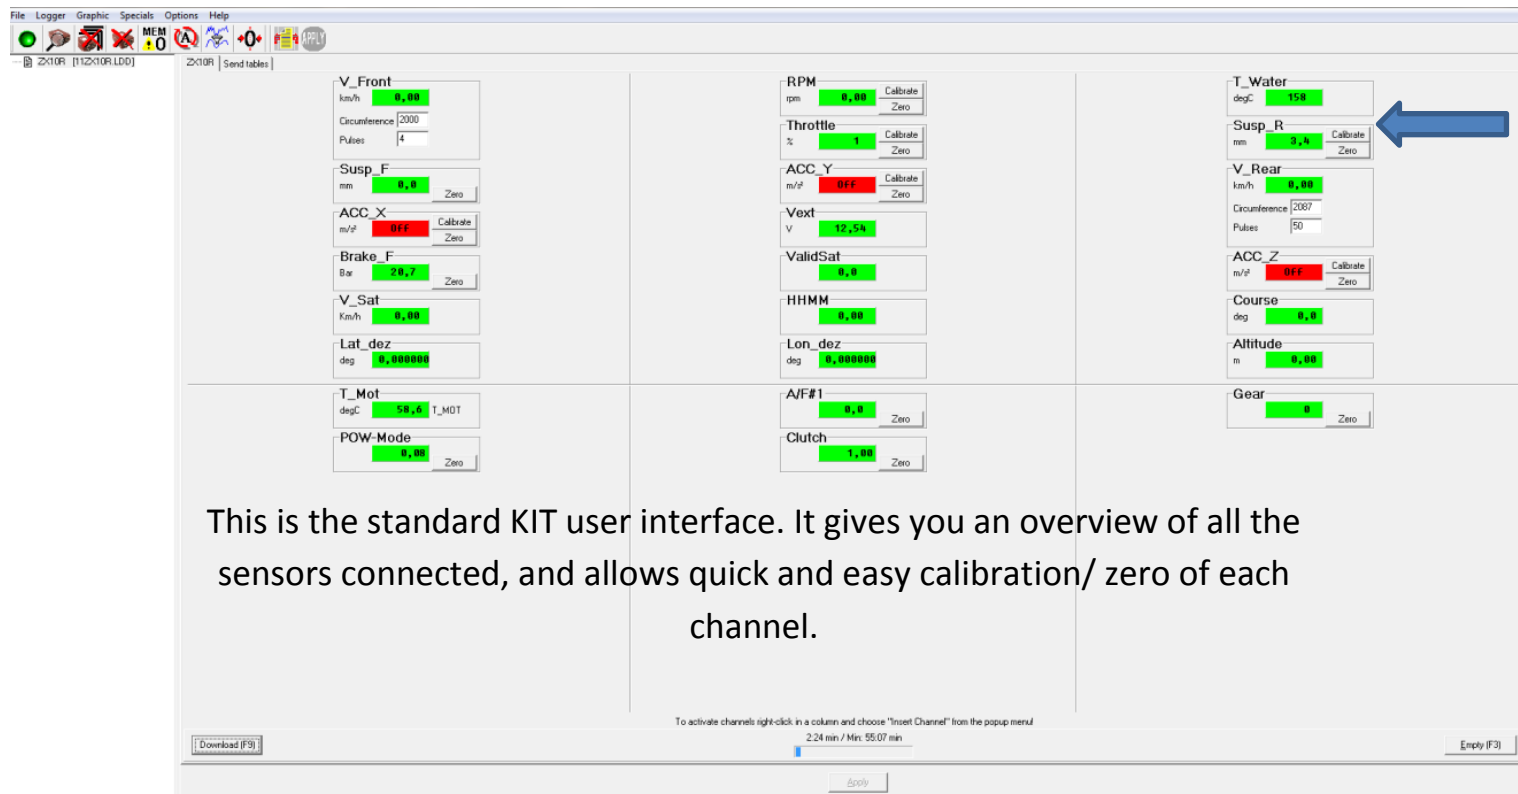 File Logger Graphic Specials Options Help
MEM
0
A
0
APPLY
ZX10R [11ZX10R.LDD]
ZX10R Send tables
V_Front
km/h 0,00
Circumference 2000
Pulses 4
Susp_F
mm 0,0 Zero
ACC_X
m/s² OFF Calibrate
Zero
Brake_F
Bar 20,7 Zero
V_Sat
Km/h 0,00
Lat_dez
deg 0,000000
RPM
rpm 0,00 Calibrate
Zero
Throttle
% 1 Calibrate
Zero
ACC_Y
m/s² OFF Calibrate
Zero
Vext
V 12,54
ValidSat
0,0
HHMM
0,00
Lon_dez
deg 0,000000
T_Water
degC 158
Susp_R
mm 3,4 Calibrate
Zero
V_Rear
km/h 0,00
Circumference 2087
Pulses 50
ACC_Z
m/s² OFF Calibrate
Zero
Course
deg 0,0
Altitude
m 0,00
T_Mot
degC 58,6 T_MOT
POW-Mode
0,08 Zero
A/F#1
0,0 Zero
Clutch
1,00 Zero
Gear
0 Zero
This is the standard KIT user interface. It gives you an overview of all the
sensors connected, and allows quick and easy calibration/ zero of each
channel.
To activate channels right-click in a column and choose "Insert Channel" from the popup menu!
Download (F9)
2:24 min / Min: 55:07 min
Empty (F3)
Apply